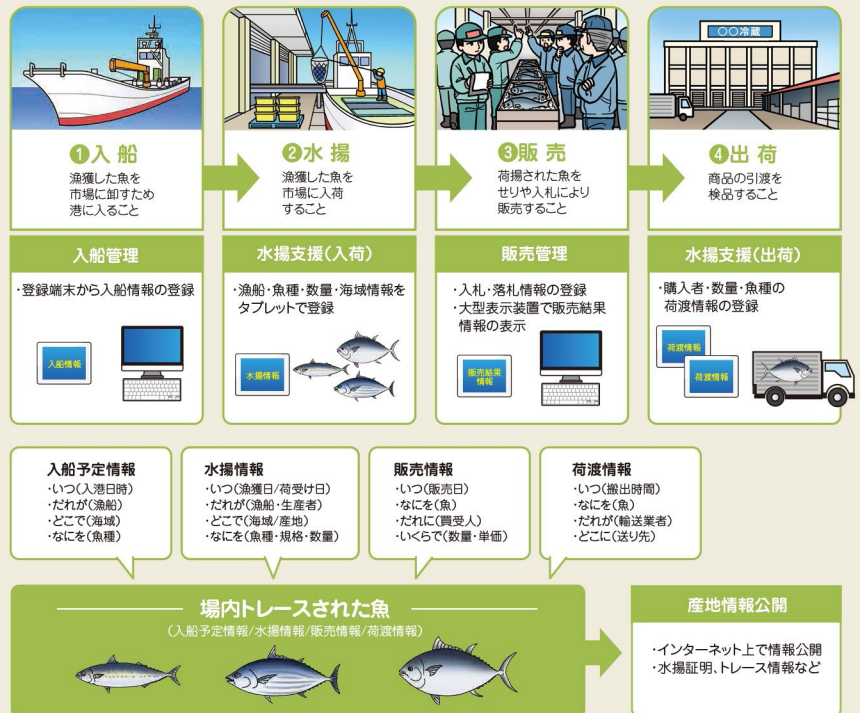 〇〇冷蔵
❶入船
漁獲した魚を
市場に卸すため
港に入ること
❷水揚
漁獲した魚を
市場に入荷
すること
❸販売
荷揚された魚を
せりや入札により
販売すること
❹出荷
商品の引渡を
検品すること
入船管理
・登録端末から入船情報の登録
入船情報
水揚支援(入荷)
・漁船・魚種・数量・海域情報を
タブレットで登録
水揚情報
販売管理
・入札・落札情報の登録
・大型表示装置で販売結果
情報の表示
販売結果
情報
水揚支援(出荷)
・購入者・数量・魚種の
荷渡情報の登録
荷渡情報
荷渡情報
入船予定情報
・いつ(入港日時)
・だれが(漁船)
・どこで(海域)
・なにを(魚種)
水揚情報
・いつ(漁獲日/荷受け日)
・だれが(漁船・生産者)
・どこで(海域/産地)
・なにを(魚種・規格・数量)
販売情報
・いつ(販売日)
・なにを(魚)
・だれに(買受人)
・いくらで(数量・単価)
荷渡情報
・いつ(搬出時間)
・なにを(魚)
・だれが(輸送業者)
・どこに(送り先)
場内トレースされた魚
(入船予定情報/水揚情報/販売情報/荷渡情報)
産地情報公開
・インターネット上で情報公開
・水揚証明、トレース情報など